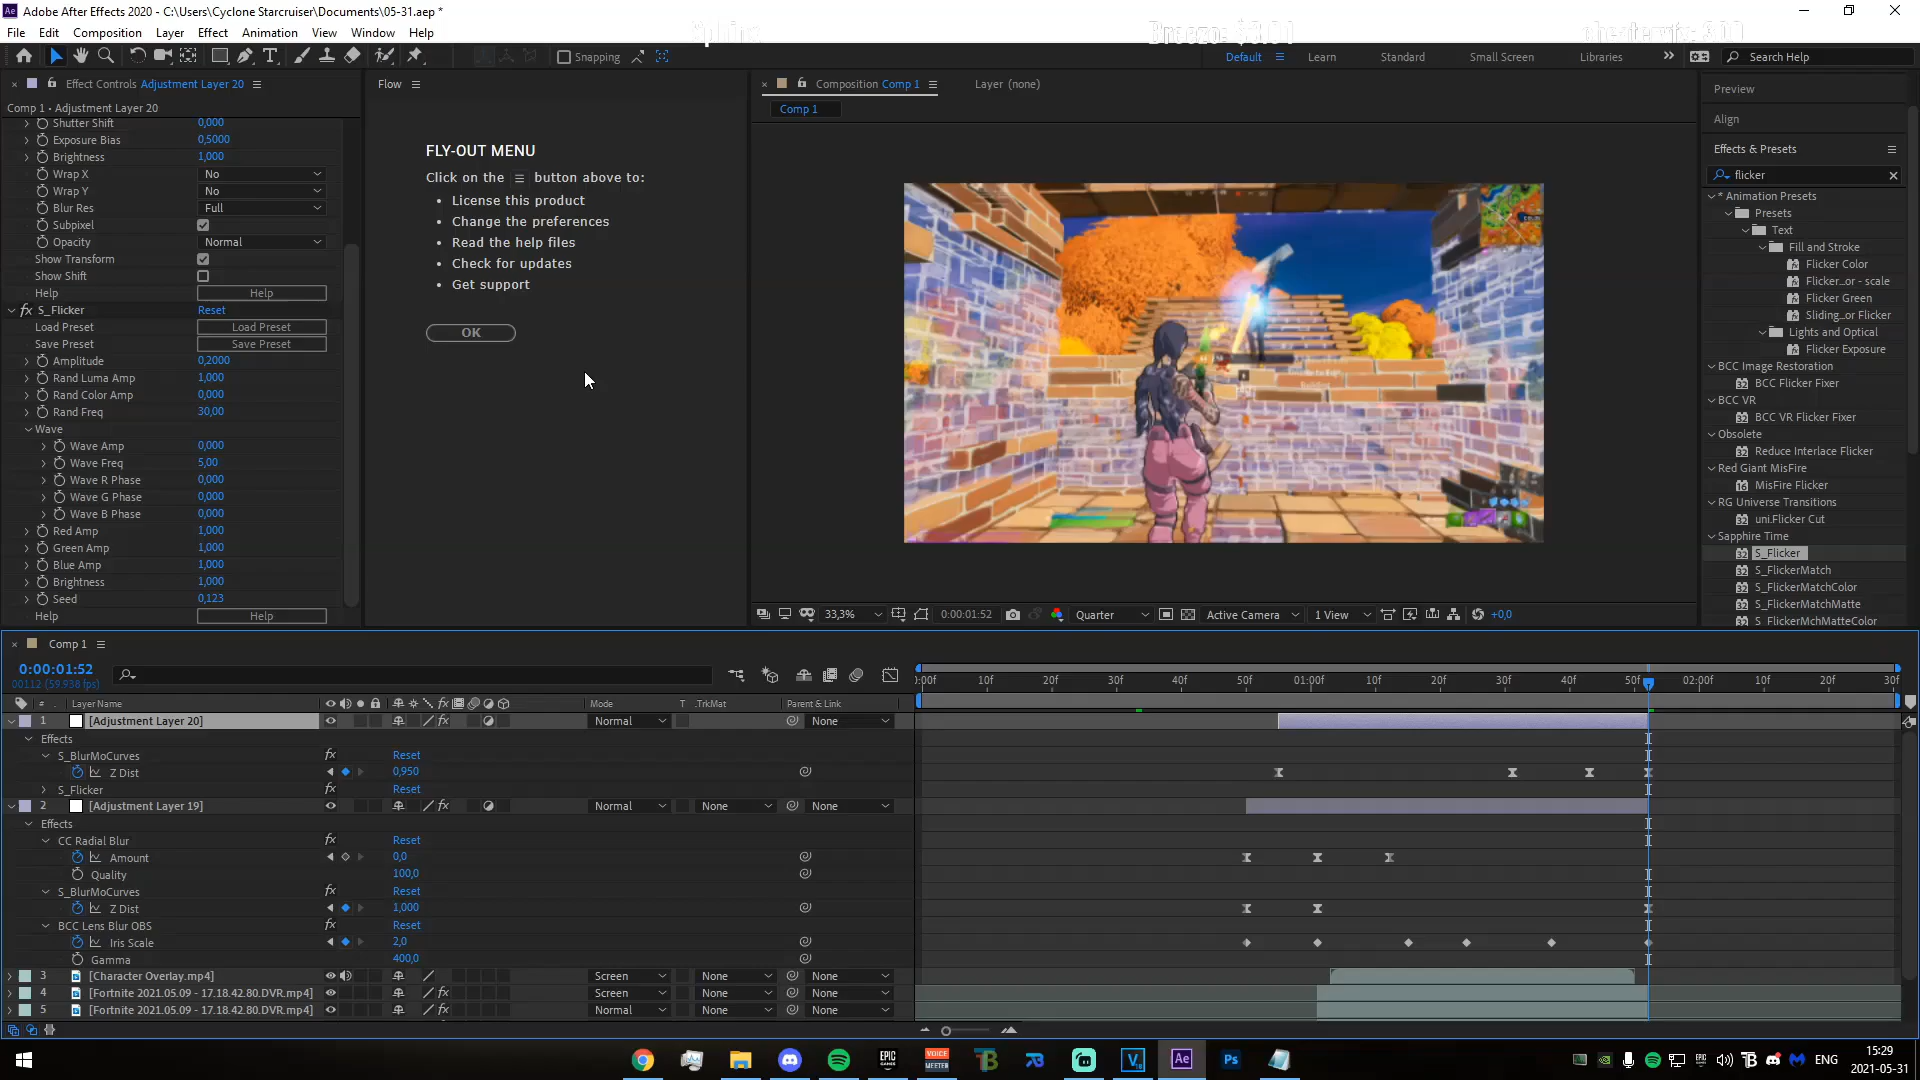 Adobe After Effects 2020 - C:\Users\Cyclone Starcruiser\Documents\05-31.aep *
File Edit Composition Layer Effect Animation View Window Help
Snapping
Default Learn Standard Small Screen Libraries Search Help
Effect Controls Adjustment Layer 20
Comp 1 • Adjustment Layer 20
Shutter Shift 0,000
Exposure Bias 0,5000
Brightness 1,000
Wrap X No
Wrap Y No
Blur Res Full
Subpixel
Opacity Normal
Show Transform
Show Shift
Help Help
S_Flicker Reset
Load Preset Load Preset
Save Preset Save Preset
Amplitude 0,2000
Rand Luma Amp 1,000
Rand Color Amp 0,000
Rand Freq 30,00
Wave
Wave Amp 0,000
Wave Freq 5,00
Wave R Phase 0,000
Wave G Phase 0,000
Wave B Phase 0,000
Red Amp 1,000
Green Amp 1,000
Blue Amp 1,000
Brightness 1,000
Seed 0,123
Help Help
Flow
FLY-OUT MENU
Click on the button above to:
• License this product
• Change the preferences
• Read the help files
• Check for updates
• Get support
OK
Composition Comp 1 Layer (none)
Comp 1
33,3% 0:00:01:52 Quarter Active Camera 1 View +0,0
Preview
Align
Effects & Presets
flicker
* Animation Presets
Presets
Text
Fill and Stroke
Flicker Color
Flicker...or - scale
Flicker Green
Sliding...or Flicker
Lights and Optical
Flicker Exposure
BCC Image Restoration
BCC Flicker Fixer
BCC VR
BCC VR Flicker Fixer
Obsolete
Reduce Interlace Flicker
Red Giant MisFire
MisFire Flicker
RG Universe Transitions
uni.Flicker Cut
Sapphire Time
S_Flicker
S_FlickerMatch
S_FlickerMatchColor
S_FlickerMatchMatte
S_FlickerMchMatteColor
Comp 1
0:00:01:52
00112 (59.938 fps)
:00f 10f 20f 30f 40f 50f 01:00f 10f 20f 30f 40f 50f 02:00f 10f 20f 30f
# Layer Name Mode T .TrkMat Parent & Link
1 [Adjustment Layer 20] Normal None
Effects
S_BlurMoCurves Reset
Z Dist 0,950
S_Flicker Reset
2 [Adjustment Layer 19] Normal None None
Effects
CC Radial Blur Reset
Amount 0,0
Quality 100,0
S_BlurMoCurves Reset
Z Dist 1,000
BCC Lens Blur OBS Reset
Iris Scale 2,0
Gamma 400,0
3 [Character Overlay.mp4] Screen None None
4 [Fortnite 2021.05.09 - 17.18.42.80.DVR.mp4] Screen None None
5 [Fortnite 2021.05.09 - 17.18.42.80.DVR.mp4] Normal None None
EPIC GAMES VOICE MEETER Ae Ps ENG
15:29
2021-05-31